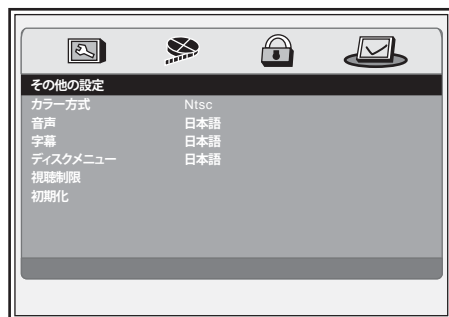 その他の設定
カラー方式 Ntsc
音声 日本語
字幕 日本語
ディスクメニュー 日本語
視聴制限
初期化